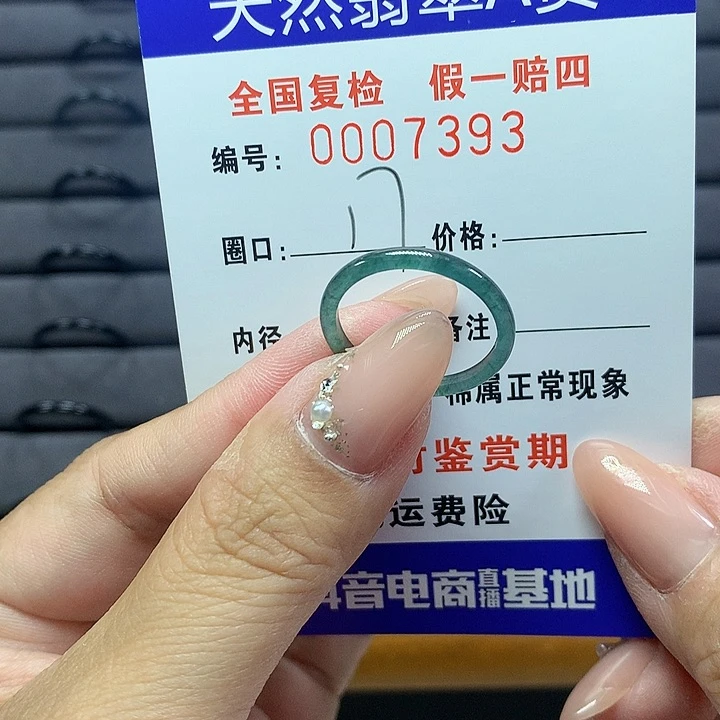 天然翡翠A货
全国复检 假一赔四
编号: 0007393
圈口: 17 价格:
内径 备注
属正常现象
鉴赏期
运费险
抖音电商直播基地